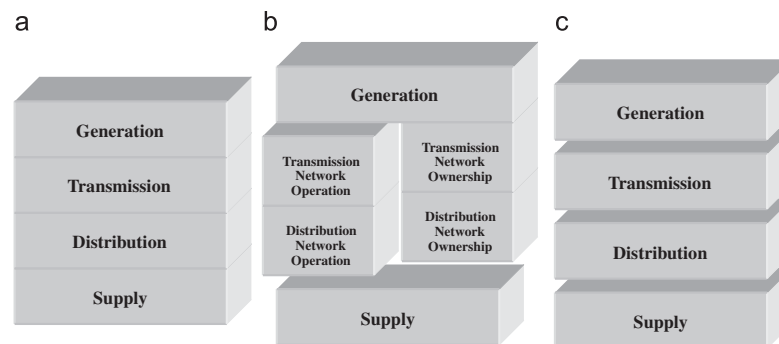 a
Generation
Transmission
Distribution
Supply
b
Generation
Transmission
Network
Operation
Transmission
Network
Ownership
Distribution
Network
Operation
Distribution
Network
Ownership
Supply
c
Generation
Transmission
Distribution
Supply